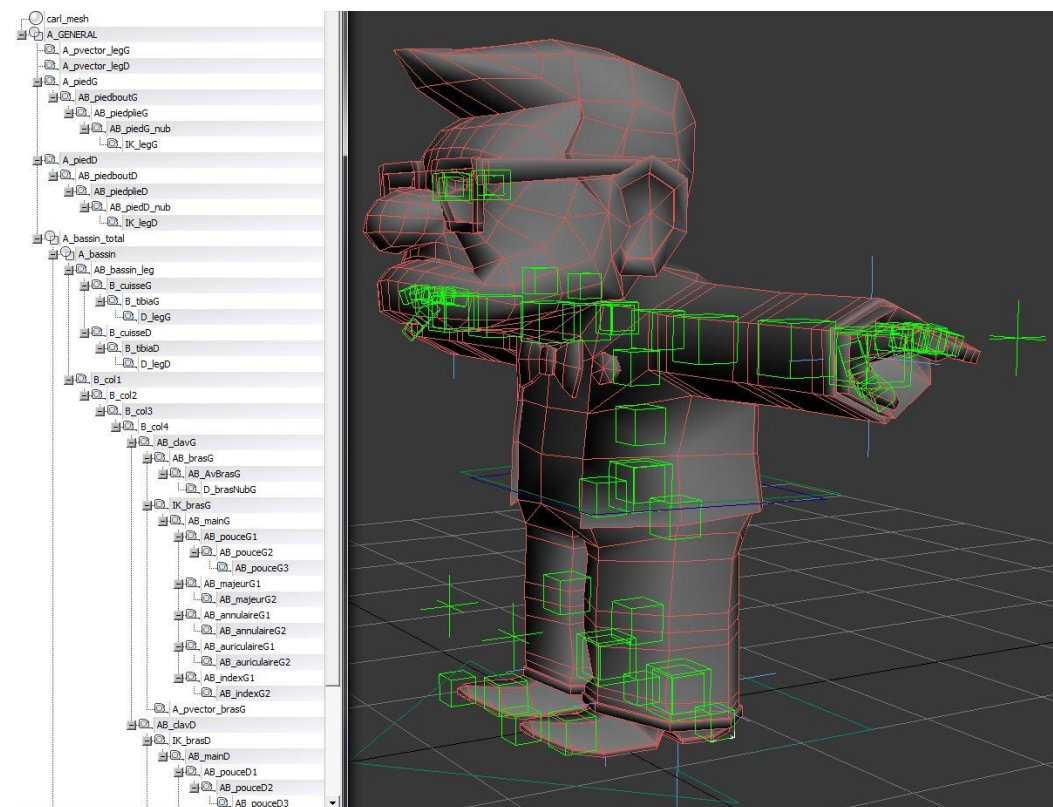 carl_mesh
A_GENERAL
A_pvector_legG
A_pvector_legD
A_piedG
AB_piedboutG
AB_piedplieG
AB_piedG_nub
IK_legG
A_piedD
AB_piedboutD
AB_piedplieD
AB_piedD_nub
IK_legD
A_bassin_total
A_bassin
AB_bassin_leg
B_cuisseG
B_tibiaG
D_legG
B_cuisseD
B_tibiaD
D_legD
B_col1
B_col2
B_col3
B_col4
AB_clavG
AB_brasG
AB_AvBrasG
D_brasNubG
IK_brasG
AB_mainG
AB_pouceG1
AB_pouceG2
AB_pouceG3
AB_majeurG1
AB_majeurG2
AB_annulaireG1
AB_annulaireG2
AB_auriculaireG1
AB_auriculaireG2
AB_indexG1
AB_indexG2
A_pvector_brasG
AB_clavD
IK_brasD
AB_mainD
AB_pouceD1
AB_pouceD2
AB_pouceD3